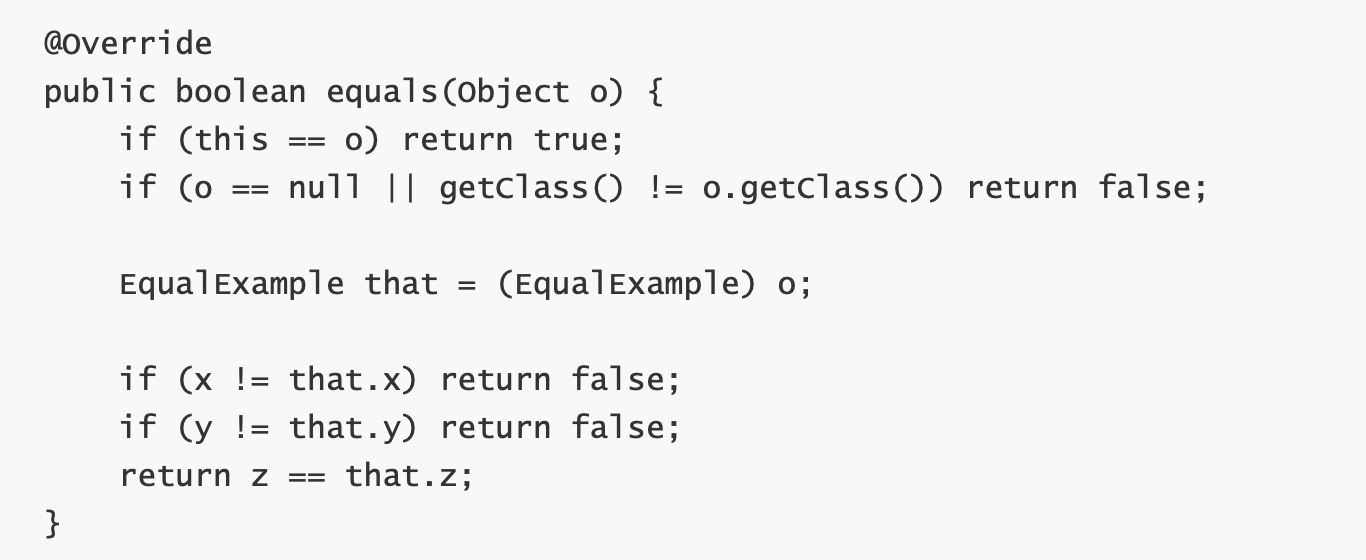 @Override
public boolean equals(Object o) {
    if (this == o) return true;
    if (o == null || getClass() != o.getClass()) return false;
    EqualExample that = (EqualExample) o;
    if (x != that.x) return false;
    if (y != that.y) return false;
    return z == that.z;
}